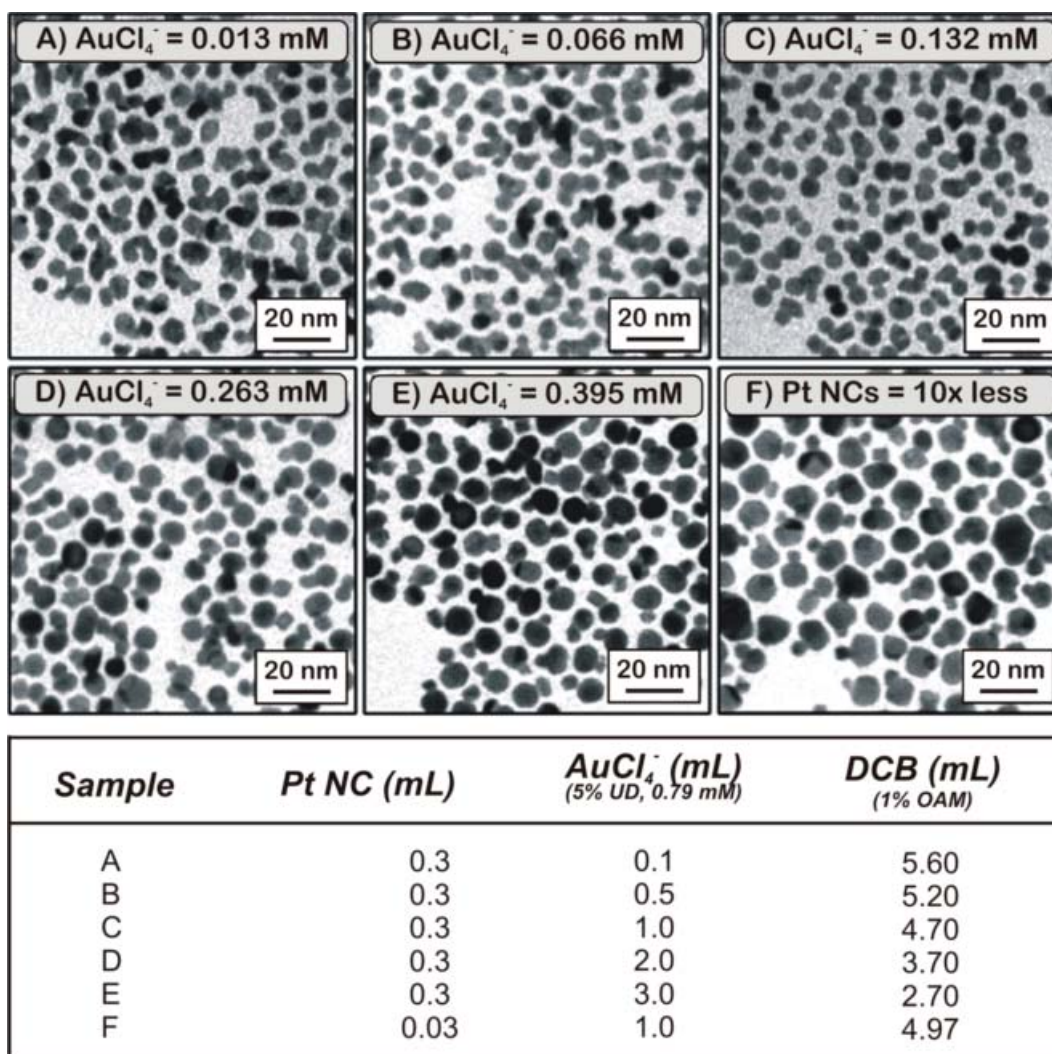 A) AuCl₄⁻ = 0.013 mM
B) AuCl₄⁻ = 0.066 mM
C) AuCl₄⁻ = 0.132 mM
20 nm
20 nm
20 nm
D) AuCl₄⁻ = 0.263 mM
E) AuCl₄⁻ = 0.395 mM
F) Pt NCs = 10x less
20 nm
20 nm
20 nm
Sample Pt NC (mL) AuCl₄⁻ (mL) DCB (mL)
(5% UD, 0.79 mM) (1% OAM)
A 0.3 0.1 5.60
B 0.3 0.5 5.20
C 0.3 1.0 4.70
D 0.3 2.0 3.70
E 0.3 3.0 2.70
F 0.03 1.0 4.97